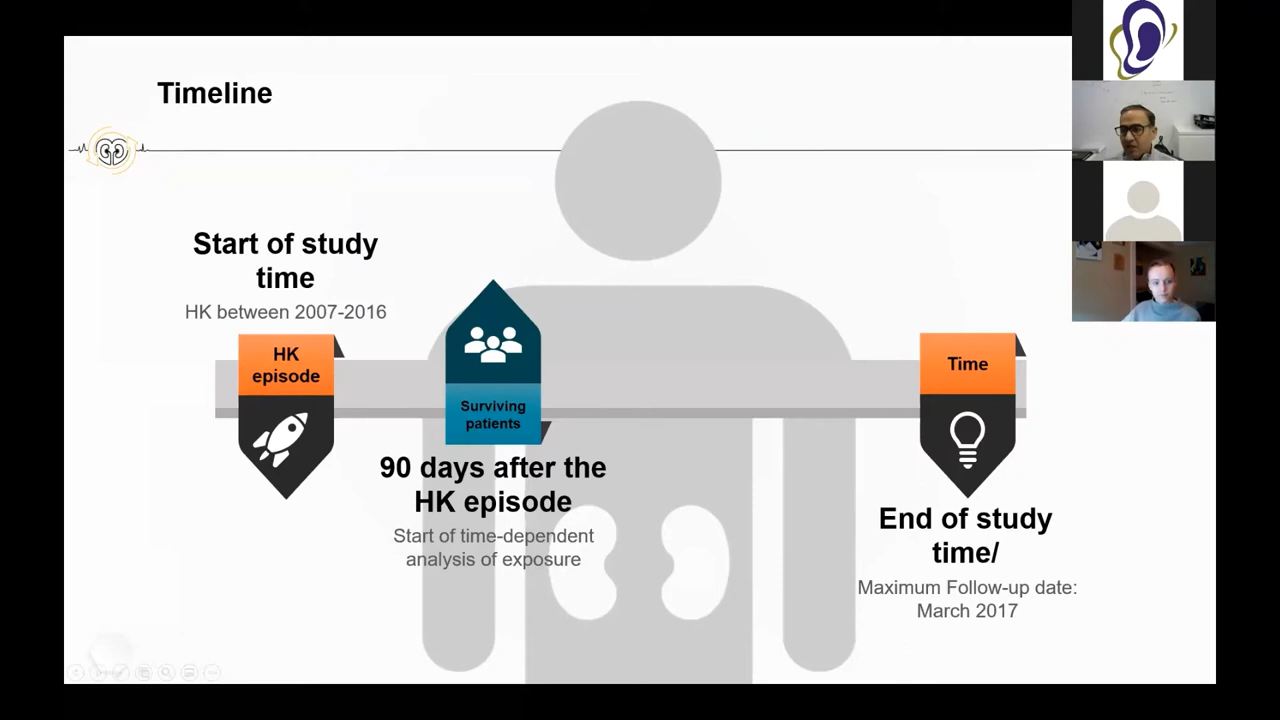 Timeline
Start of study
time
HK between 2007-2016
HK
episode
Surviving
patients
90 days after the
HK episode
Start of time-dependent
analysis of exposure
Time
End of study
time/
Maximum Follow-up date:
March 2017